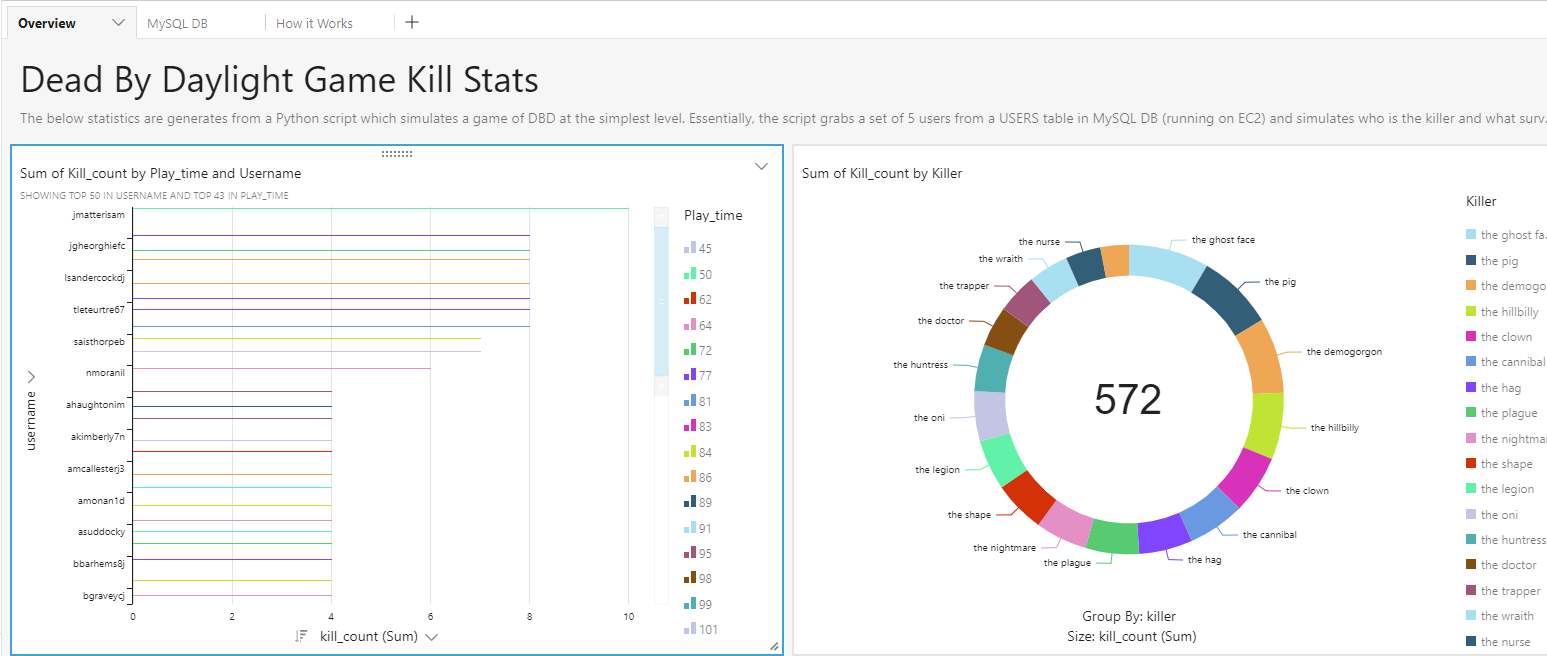 Overview
MySQL DB
How it Works
Dead By Daylight Game Kill Stats
The below statistics are generates from a Python script which simulates a game of DBD at the simplest level. Essentially, the script grabs a set of 5 users from a USERS table in MySQL DB (running on EC2) and simulates who is the killer and what surv.
Sum of Kill_count by Play_time and Username
SHOWING TOP 50 IN USERNAME AND TOP 43 IN PLAY_TIME
username
jmatterisam
jgheorghiefc
lsandercockdj
tleteurtre67
saisthorpeb
nmoranil
ahaughtonim
akimberly7n
amcallesterj3
amonan1d
asuddocky
bbarhems8j
bgraveycj
0 2 4 6 8 10
kill_count (Sum)
Play_time
45
50
62
64
72
77
81
83
84
86
89
91
95
98
99
101
Sum of Kill_count by Killer
the nurse
the ghost face
the wraith
the pig
the trapper
the doctor
the demogorgon
the huntress
the oni
the hillbilly
the legion
the clown
the shape
the cannibal
the nightmare
the hag
the plague
572
Group By: killer
Size: kill_count (Sum)
Killer
the ghost fa..
the pig
the demogo
the hillbilly
the clown
the cannibal
the hag
the plague
the nightma
the shape
the legion
the oni
the huntress
the doctor
the trapper
the wraith
the nurse